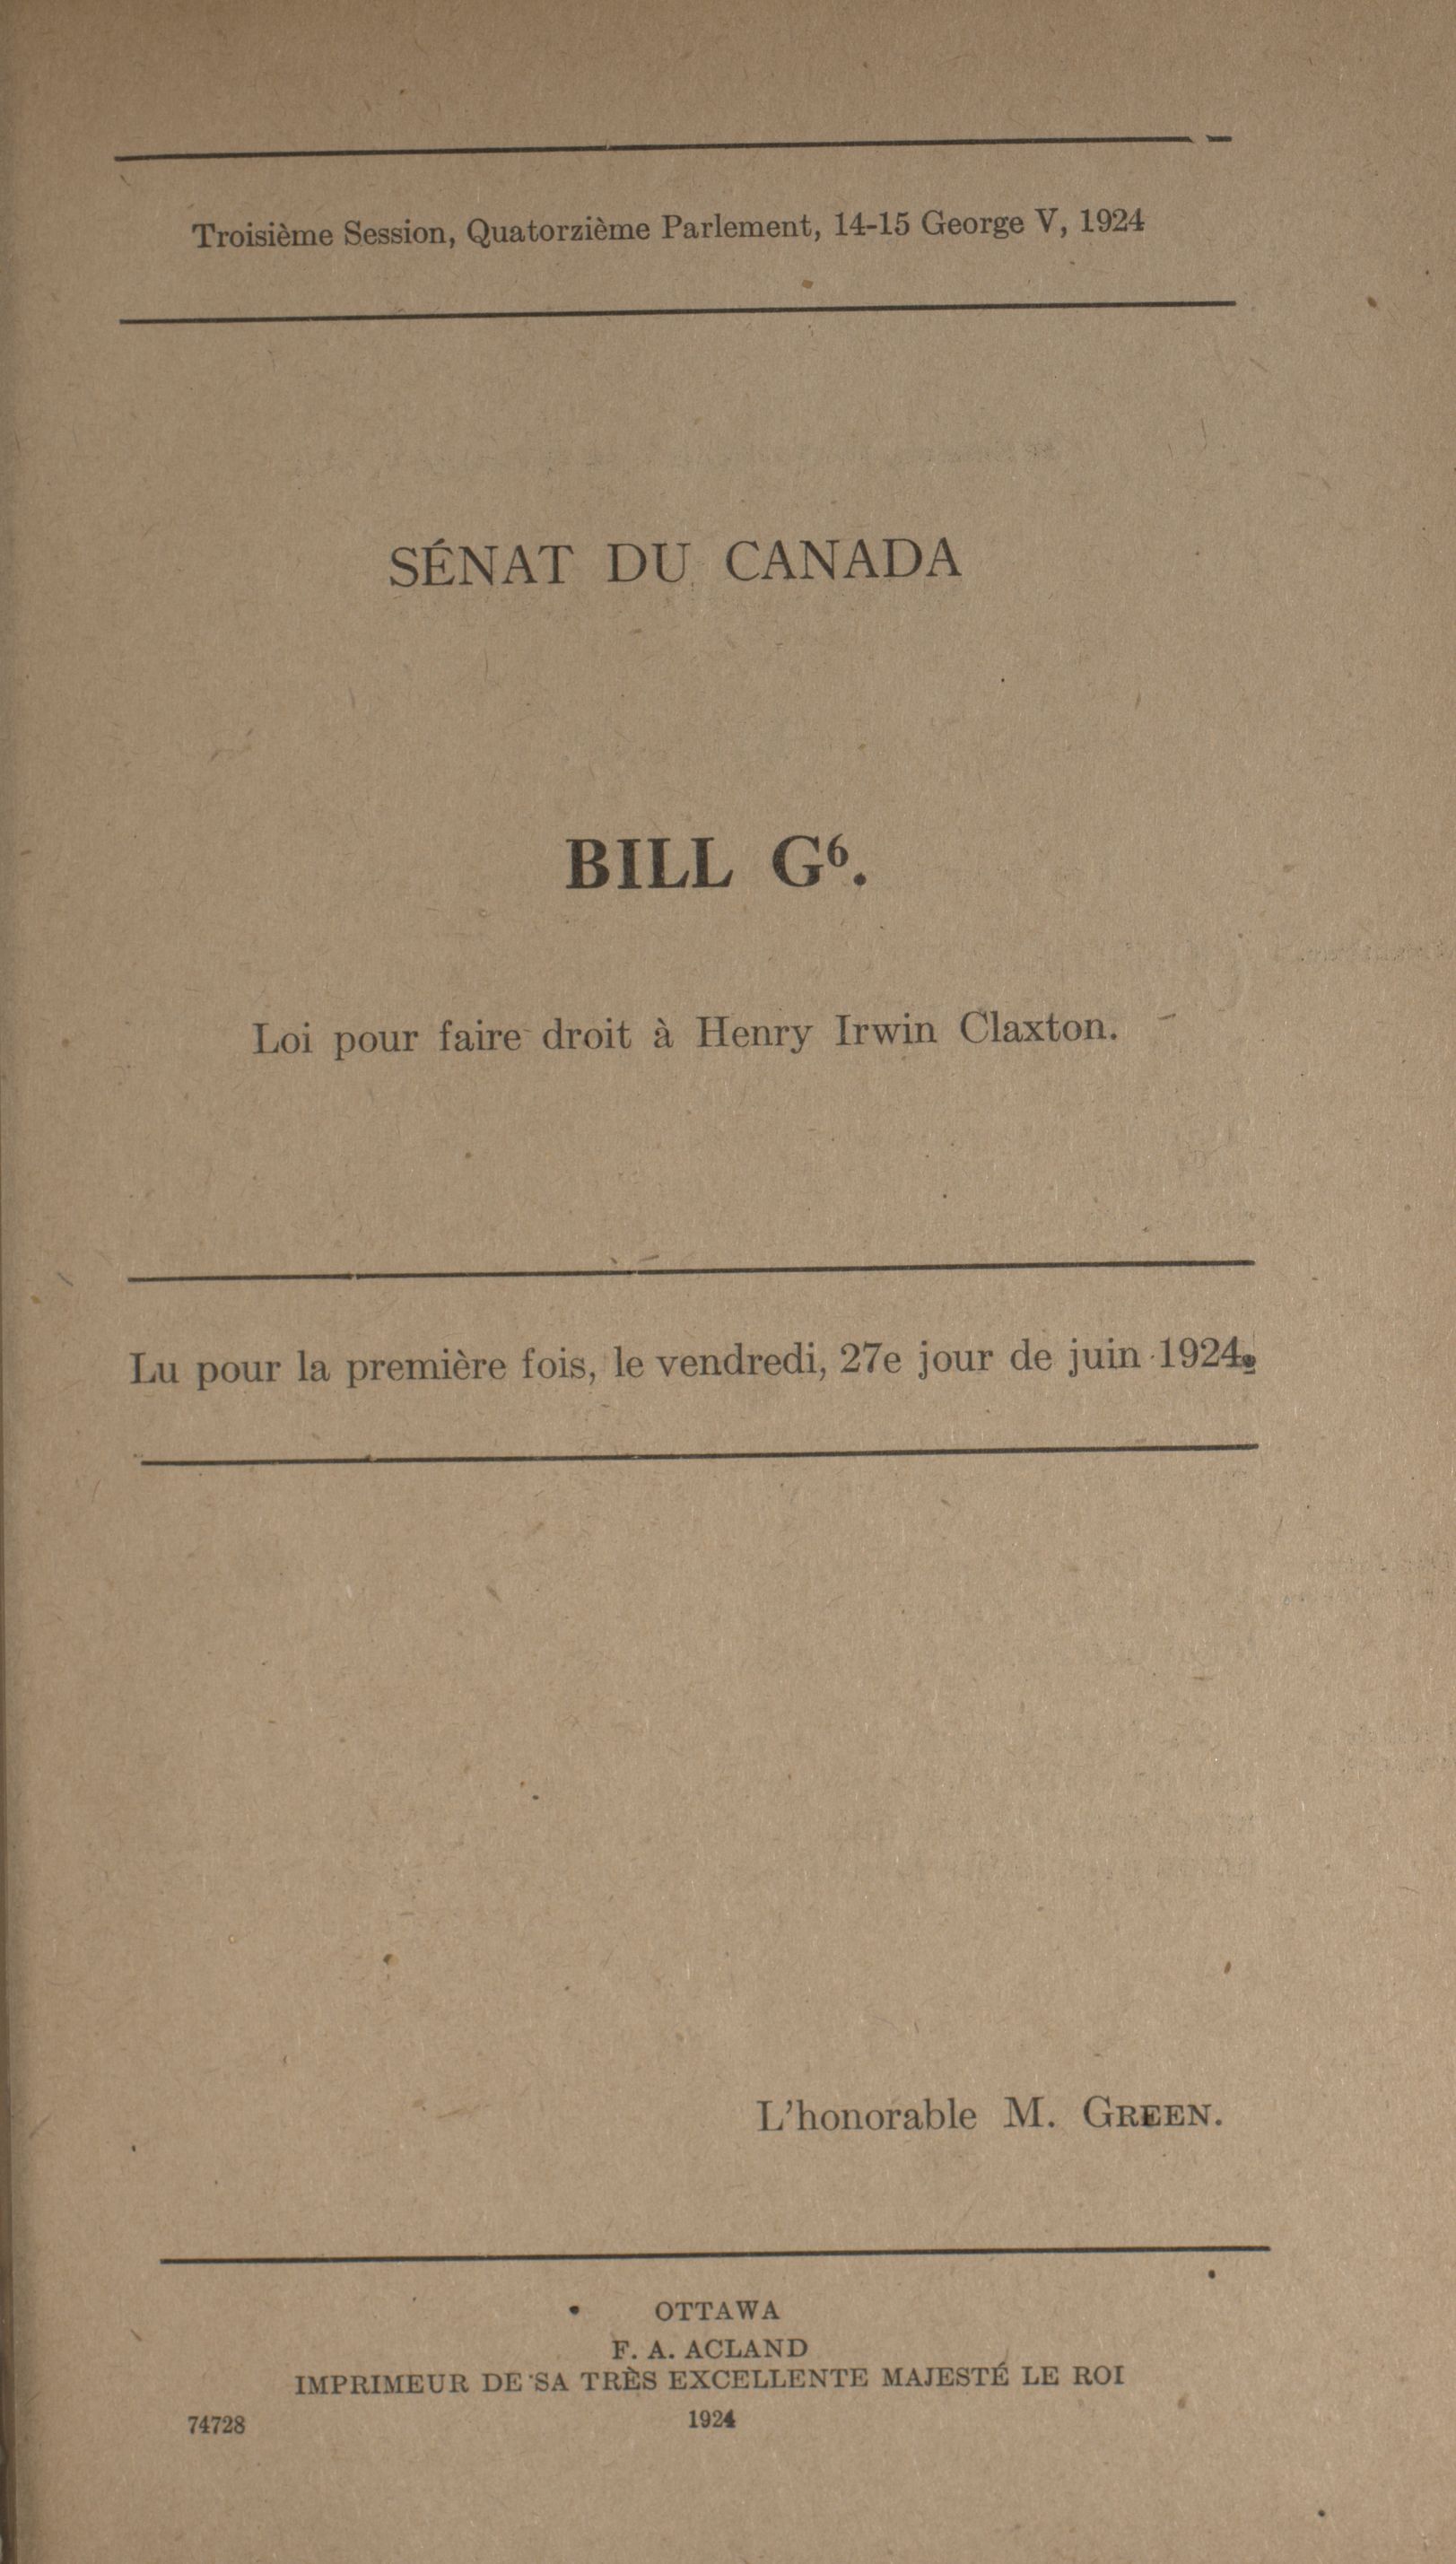 Troisième Session, Quatorzième Parlement, 14-15 George V, 1924
SÉNAT DU CANADA
BILL G⁶.
Loi pour faire droit à Henry Irwin Claxton.
Lu pour la première fois, le vendredi, 27e jour de juin 1924.
L'honorable M. GREEN.
OTTAWA
F. A. ACLAND
IMPRIMEUR DE SA TRÈS EXCELLENTE MAJESTÉ LE ROI
74728 1924